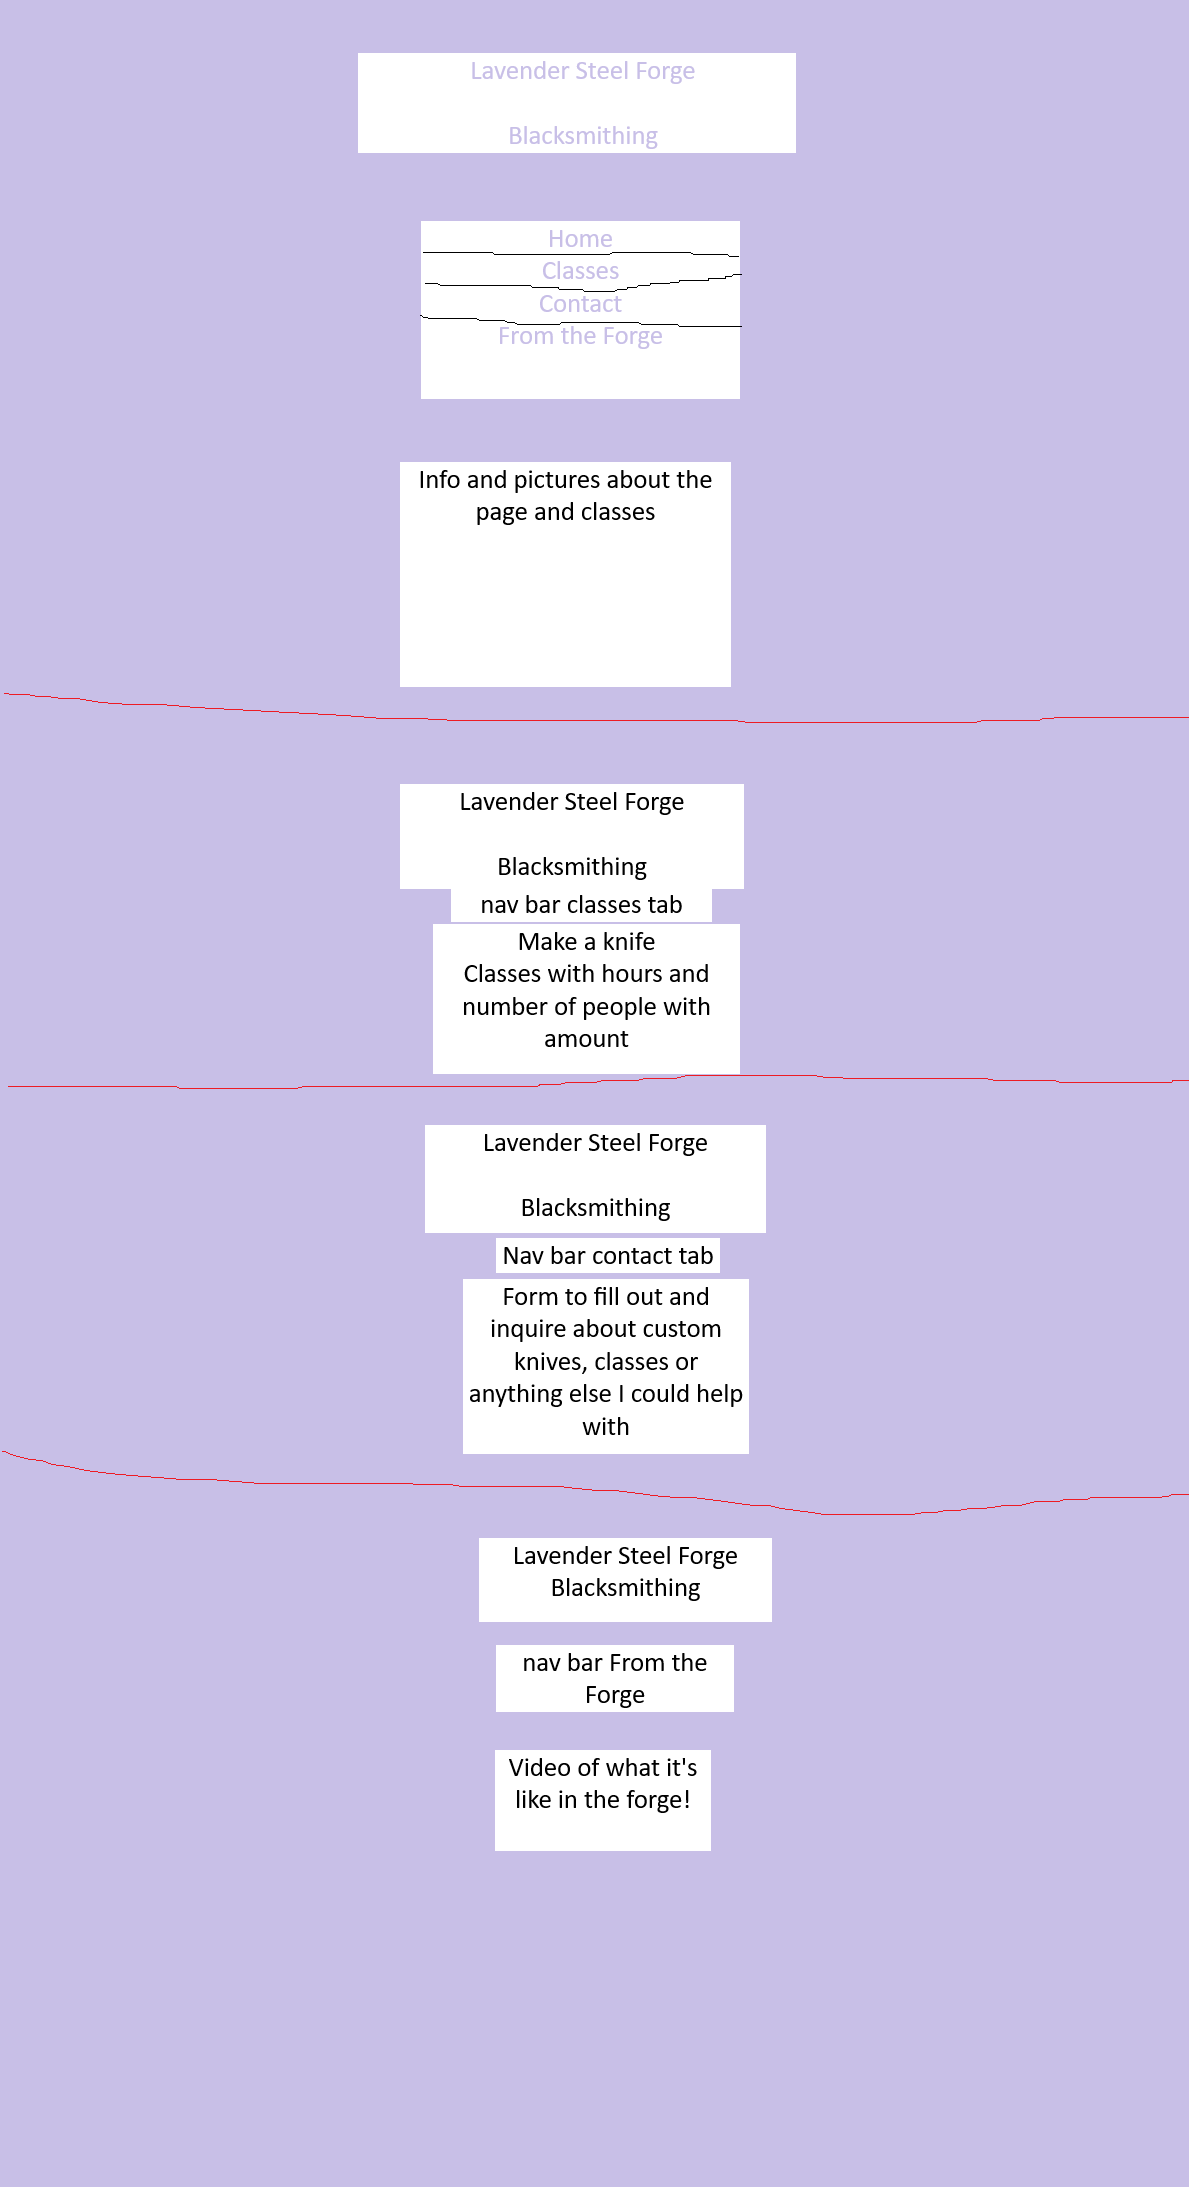 Lavender Steel Forge
Blacksmithing
Home
Classes
Contact
From the Forge
Info and pictures about the
page and classes
Lavender Steel Forge
Blacksmithing
nav bar classes tab
Make a knife
Classes with hours and
number of people with
amount
Lavender Steel Forge
Blacksmithing
Nav bar contact tab
Form to fill out and
inquire about custom
knives, classes or
anything else I could help
with
Lavender Steel Forge
Blacksmithing
nav bar From the
Forge
Video of what it's
like in the forge!